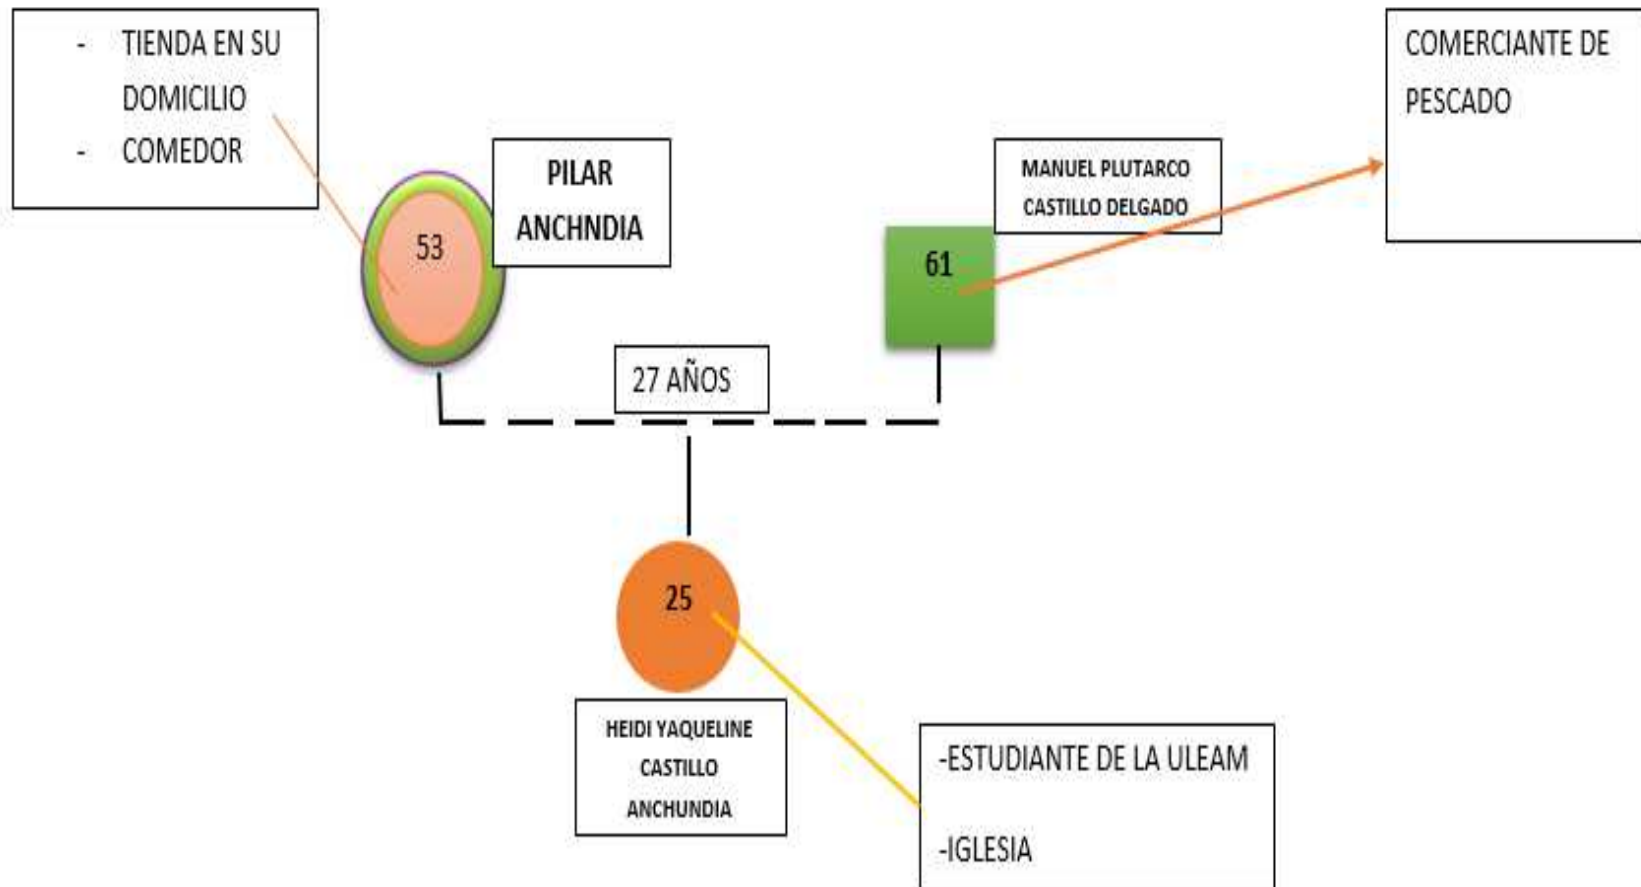 - TIENDA EN SU
DOMICILIO
- COMEDOR
PILAR
ANCHNDIA
53
MANUEL PLUTARCO
CASTILLO DELGADO
61
COMERCIANTE DE
PESCADO
27 AÑOS
25
HEIDI YAQUELINE
CASTILLO
ANCHUNDIA
-ESTUDIANTE DE LA ULEAM
-IGLESIA